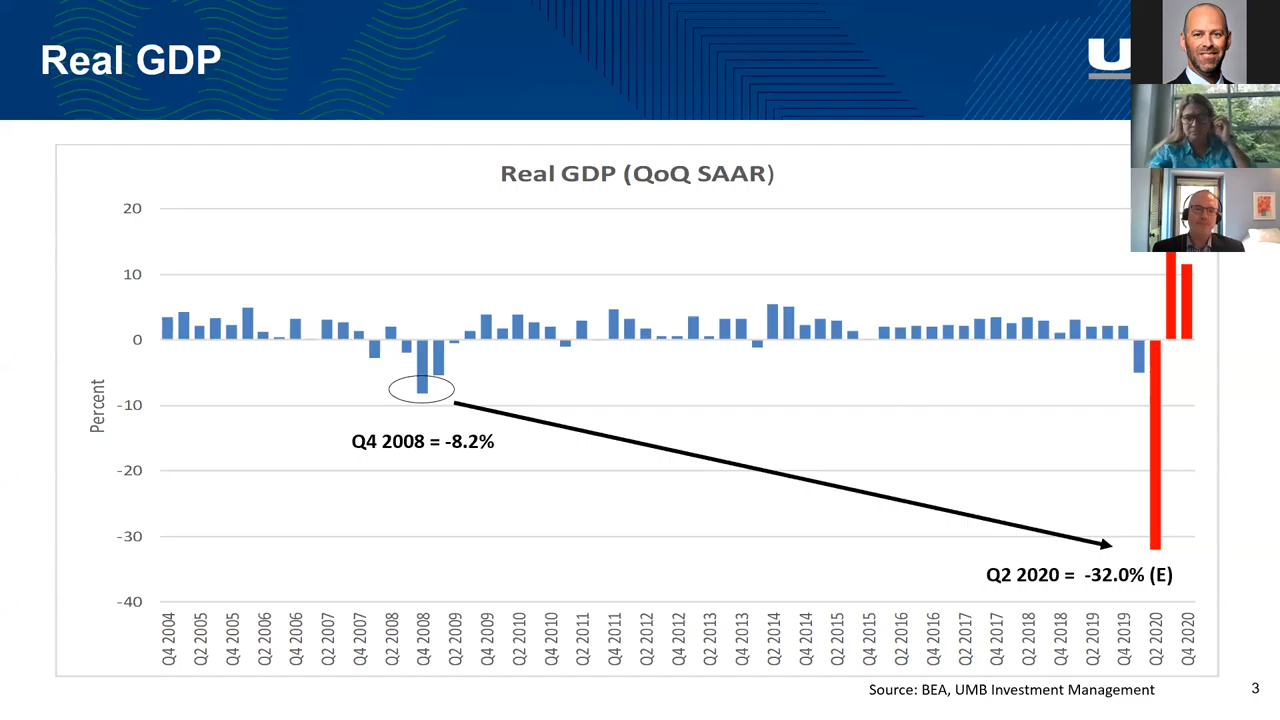 Real GDP
U
Real GDP (QoQ SAAR)
20
10
0
-10
-20
-30
-40
Percent
Q4 2008 = -8.2%
Q2 2020 = -32.0% (E)
Q4 2004
Q2 2005
Q4 2005
Q2 2006
Q4 2006
Q2 2007
Q4 2007
Q2 2008
Q4 2008
Q2 2009
Q4 2009
Q2 2010
Q4 2010
Q2 2011
Q4 2011
Q2 2012
Q4 2012
Q2 2013
Q4 2013
Q2 2014
Q4 2014
Q2 2015
Q4 2015
Q2 2016
Q4 2016
Q2 2017
Q4 2017
Q2 2018
Q4 2018
Q2 2019
Q4 2019
Q2 2020
Q4 2020
Source: BEA, UMB Investment Management
3